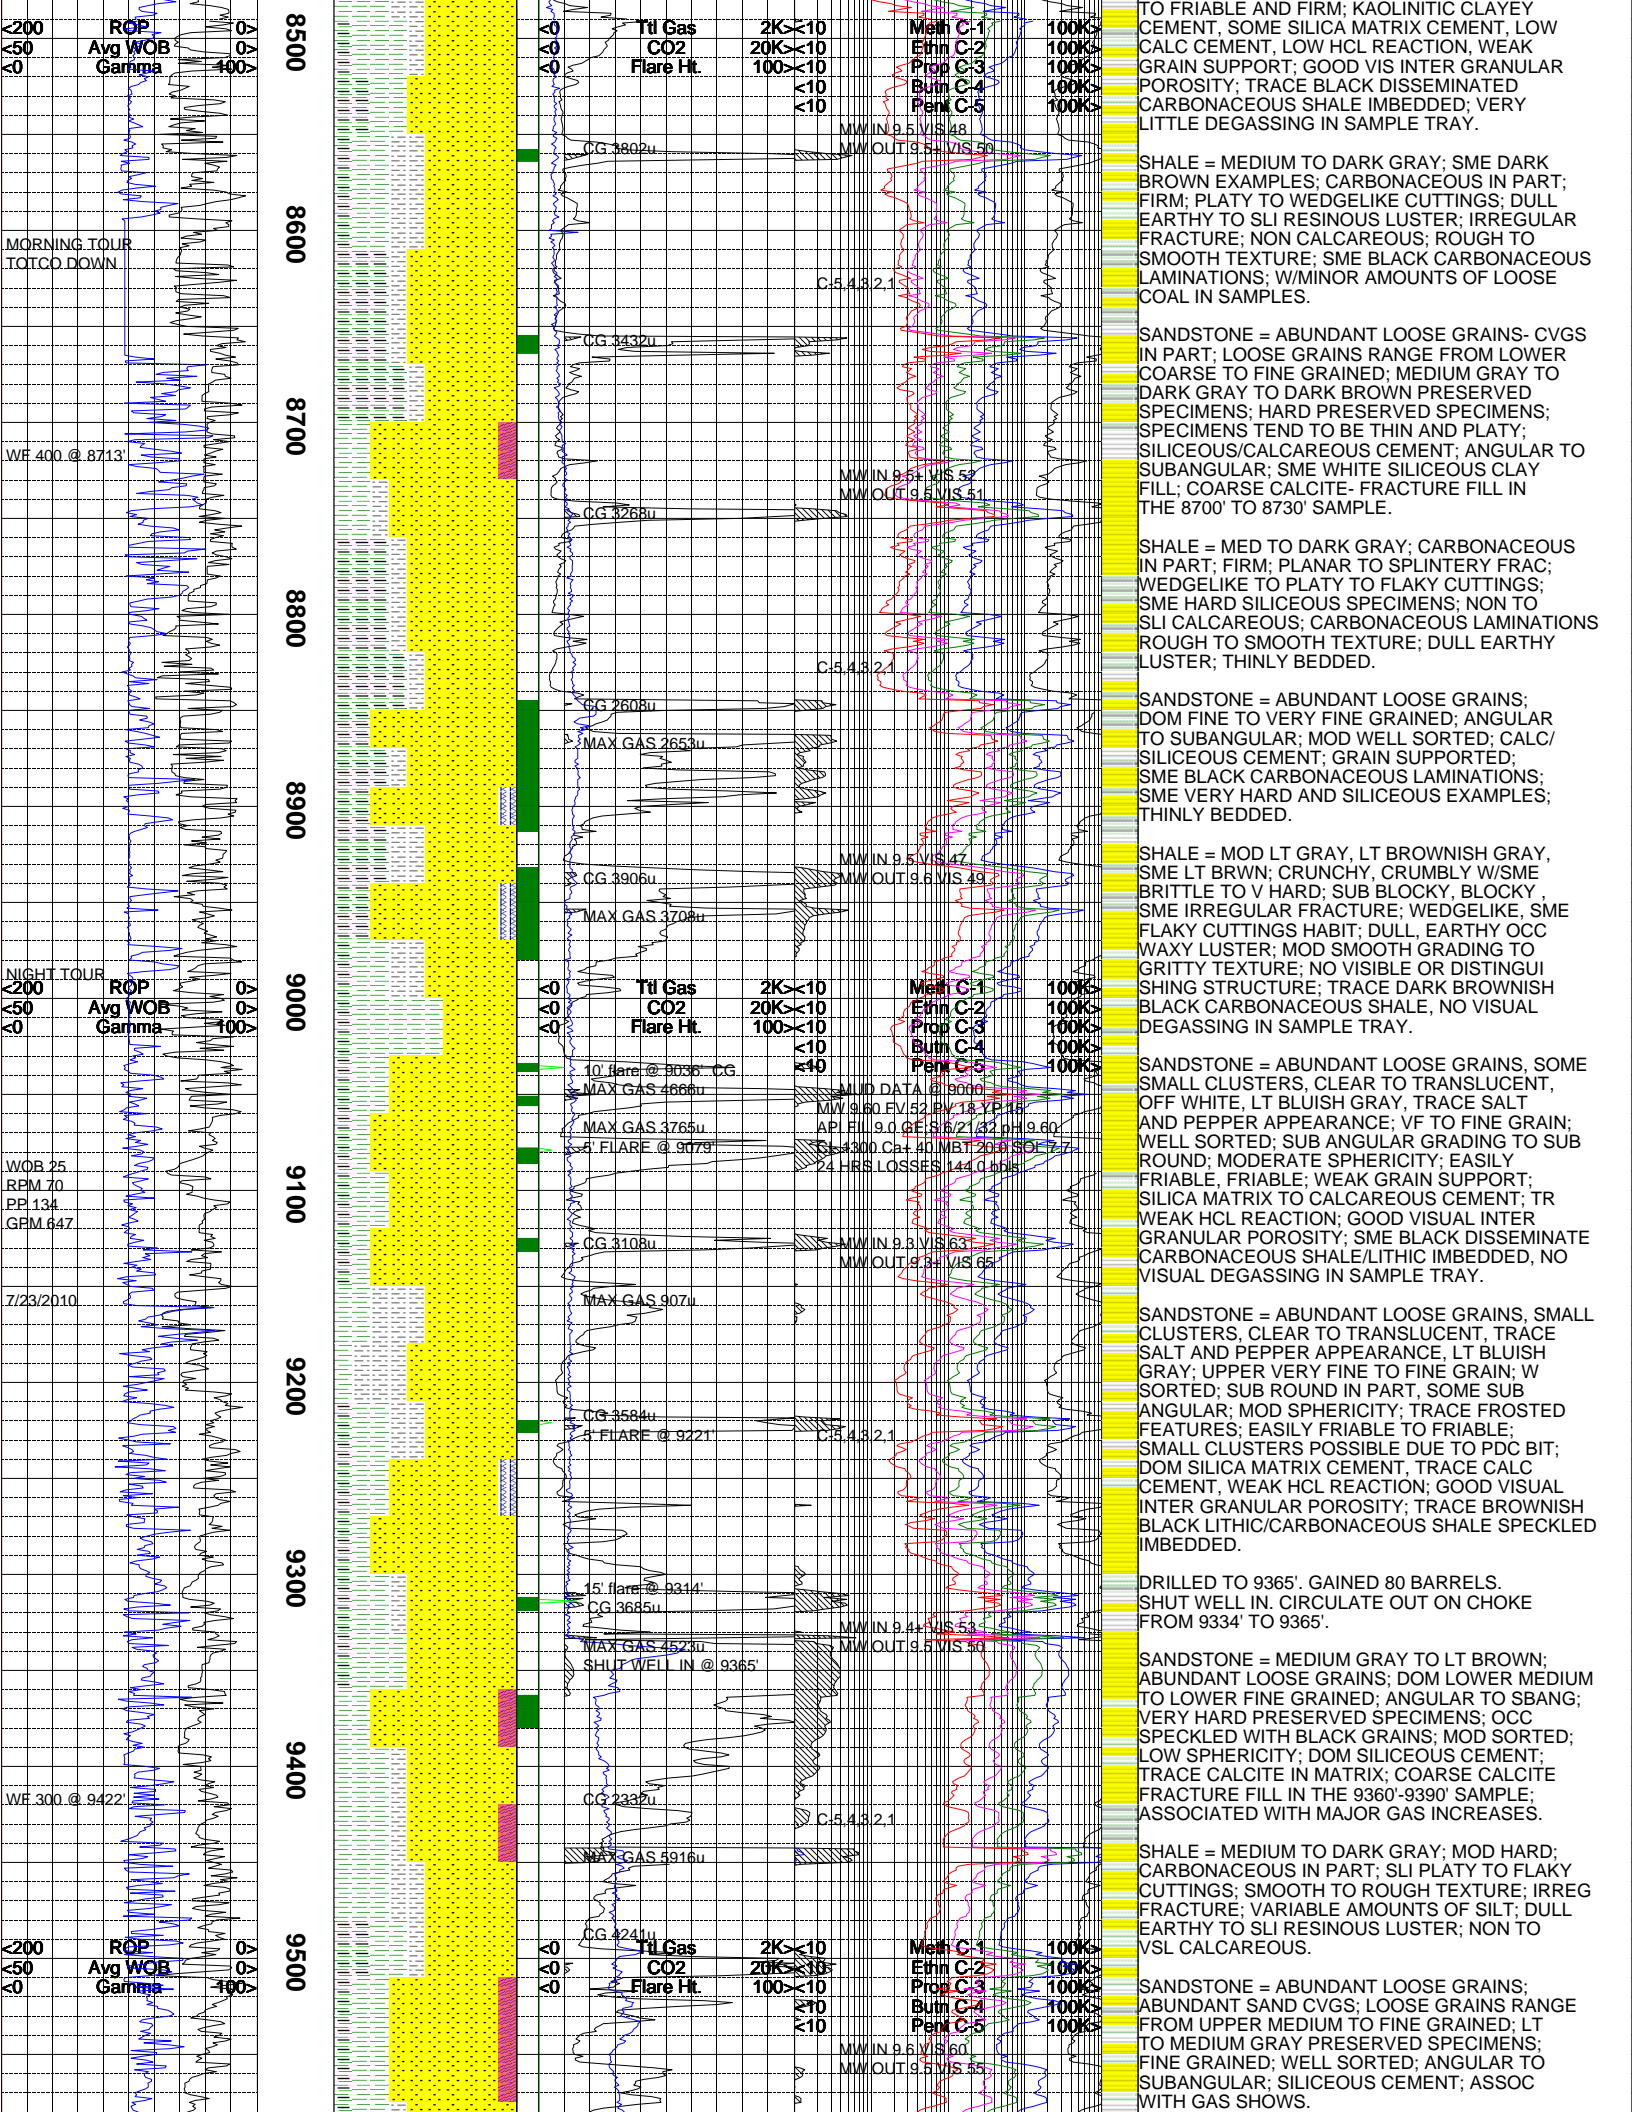 <200 ROP 0>
<50 Avg WOB 0>
<0 Gamma 100>
MORNING TOUR
TOTCO DOWN
WF 400 @ 8713'
NIGHT TOUR
<200 ROP 0>
<50 Avg WOB 0>
<0 Gamma 100>
WOB 25
RPM 70
PP 134
GPM 647
7/23/2010
WF 300 @ 9422'
<200 ROP 0>
<50 Avg WOB 0>
<0 Gamma 100>
8500
8600
8700
8800
8900
9000
9100
9200
9300
9400
9500
<0 Ttl Gas 2K>
<0 CO2 20K>
<0 Flare Ht. 100>
CG 3802u
CG 3432u
CG 3268u
CG 2608u
MAX GAS 2653u
CG 3906u
MAX GAS 3708u
<0 Ttl Gas 2K>
<0 CO2 20K>
<0 Flare Ht. 100>
10' flare @ 9036' CG
MAX GAS 4666u
MAX GAS 3765u
5' FLARE @ 9079'
CG 3108u
MAX GAS 907u
CG 3584u
5' FLARE @ 9221'
15' flare @ 9314'
CG 3685u
MAX GAS 4523u
SHUT WELL IN @ 9365'
CG 2332u
MAX GAS 5916u
CG 4241u
<0 Ttl Gas 2K>
<0 CO2 20K>
<0 Flare Ht. 100>
<10 Meth C-1 100K>
<10 Ethn C-2 100K>
<10 Prop C-3 100K>
<10 Butn C-4 100K>
<10 Pent C-5 100K>
MW IN 9.5 VIS 48
MW OUT 9.5+ VIS 50
C-5,4,3,2,1
MW IN 9.5+ VIS 52
MW OUT 9.5 VIS 51
C-5,4,3,2,1
MW IN 9.5 VIS 47
MW OUT 9.6 VIS 49
<10 Meth C-1 100K>
<10 Ethn C-2 100K>
<10 Prop C-3 100K>
<10 Butn C-4 100K>
<10 Pent C-5 100K>
MUD DATA @ 9000'
MW 9.60 FV 52 PV 18 YP 15
API FIL 9.0 GE;S 6/21/32 pH 9.60
CL-1300 Ca+ 40 MBT 20.0 SOL 7.7
24 HRS LOSSES 144.0 bbls
MW IN 9.3 VIS 63
MW OUT 9.3+ VIS 65
C-5,4,3,2,1
MW IN 9.4+ VIS 53
MW OUT 9.5 VIS 50
C-5,4,3,2,1
<10 Meth C-1 100K>
<10 Ethn C-2 100K>
<10 Prop C-3 100K>
<10 Butn C-4 100K>
<10 Pent C-5 100K>
MW IN 9.6 VIS 60
MW OUT 9.5 VIS 55
TO FRIABLE AND FIRM; KAOLINITIC CLAYEY
CEMENT, SOME SILICA MATRIX CEMENT, LOW
CALC CEMENT, LOW HCL REACTION, WEAK
GRAIN SUPPORT; GOOD VIS INTER GRANULAR
POROSITY; TRACE BLACK DISSEMINATED
CARBONACEOUS SHALE IMBEDDED; VERY
LITTLE DEGASSING IN SAMPLE TRAY.
SHALE = MEDIUM TO DARK GRAY; SME DARK
BROWN EXAMPLES; CARBONACEOUS IN PART;
FIRM; PLATY TO WEDGELIKE CUTTINGS; DULL
EARTHY TO SLI RESINOUS LUSTER; IRREGULAR
FRACTURE; NON CALCAREOUS; ROUGH TO
SMOOTH TEXTURE; SME BLACK CARBONACEOUS
LAMINATIONS; W/MINOR AMOUNTS OF LOOSE
COAL IN SAMPLES.
SANDSTONE = ABUNDANT LOOSE GRAINS- CVGS
IN PART; LOOSE GRAINS RANGE FROM LOWER
COARSE TO FINE GRAINED; MEDIUM GRAY TO
DARK GRAY TO DARK BROWN PRESERVED
SPECIMENS; HARD PRESERVED SPECIMENS;
SPECIMENS TEND TO BE THIN AND PLATY;
SILICEOUS/CALCAREOUS CEMENT; ANGULAR TO
SUBANGULAR; SME WHITE SILICEOUS CLAY
FILL; COARSE CALCITE- FRACTURE FILL IN
THE 8700' TO 8730' SAMPLE.
SHALE = MED TO DARK GRAY; CARBONACEOUS
IN PART; FIRM; PLANAR TO SPLINTERY FRAC;
WEDGELIKE TO PLATY TO FLAKY CUTTINGS;
SME HARD SILICEOUS SPECIMENS; NON TO
SLI CALCAREOUS; CARBONACEOUS LAMINATIONS
ROUGH TO SMOOTH TEXTURE; DULL EARTHY
LUSTER; THINLY BEDDED.
SANDSTONE = ABUNDANT LOOSE GRAINS;
DOM FINE TO VERY FINE GRAINED; ANGULAR
TO SUBANGULAR; MOD WELL SORTED; CALC/
SILICEOUS CEMENT; GRAIN SUPPORTED;
SME BLACK CARBONACEOUS LAMINATIONS;
SME VERY HARD AND SILICEOUS EXAMPLES;
THINLY BEDDED.
SHALE = MOD LT GRAY, LT BROWNISH GRAY,
SME LT BRWN; CRUNCHY, CRUMBLY W/SME
BRITTLE TO V HARD; SUB BLOCKY, BLOCKY ,
SME IRREGULAR FRACTURE; WEDGELIKE, SME
FLAKY CUTTINGS HABIT; DULL, EARTHY OCC
WAXY LUSTER; MOD SMOOTH GRADING TO
GRITTY TEXTURE; NO VISIBLE OR DISTINGUI
SHING STRUCTURE; TRACE DARK BROWNISH
BLACK CARBONACEOUS SHALE, NO VISUAL
DEGASSING IN SAMPLE TRAY.
SANDSTONE = ABUNDANT LOOSE GRAINS, SOME
SMALL CLUSTERS, CLEAR TO TRANSLUCENT,
OFF WHITE, LT BLUISH GRAY, TRACE SALT
AND PEPPER APPEARANCE; VF TO FINE GRAIN;
WELL SORTED; SUB ANGULAR GRADING TO SUB
ROUND; MODERATE SPHERICITY; EASILY
FRIABLE, FRIABLE; WEAK GRAIN SUPPORT;
SILICA MATRIX TO CALCAREOUS CEMENT; TR
WEAK HCL REACTION; GOOD VISUAL INTER
GRANULAR POROSITY; SME BLACK DISSEMINATE
CARBONACEOUS SHALE/LITHIC IMBEDDED, NO
VISUAL DEGASSING IN SAMPLE TRAY.
SANDSTONE = ABUNDANT LOOSE GRAINS, SMALL
CLUSTERS, CLEAR TO TRANSLUCENT, TRACE
SALT AND PEPPER APPEARANCE, LT BLUISH
GRAY; UPPER VERY FINE TO FINE GRAIN; W
SORTED; SUB ROUND IN PART, SOME SUB
ANGULAR; MOD SPHERICITY; TRACE FROSTED
FEATURES; EASILY FRIABLE TO FRIABLE;
SMALL CLUSTERS POSSIBLE DUE TO PDC BIT;
DOM SILICA MATRIX CEMENT, TRACE CALC
CEMENT, WEAK HCL REACTION; GOOD VISUAL
INTER GRANULAR POROSITY; TRACE BROWNISH
BLACK LITHIC/CARBONACEOUS SHALE SPECKLED
IMBEDDED.
DRILLED TO 9365'. GAINED 80 BARRELS.
SHUT WELL IN. CIRCULATE OUT ON CHOKE
FROM 9334' TO 9365'.
SANDSTONE = MEDIUM GRAY TO LT BROWN;
ABUNDANT LOOSE GRAINS; DOM LOWER MEDIUM
TO LOWER FINE GRAINED; ANGULAR TO SBANG;
VERY HARD PRESERVED SPECIMENS; OCC
SPECKLED WITH BLACK GRAINS; MOD SORTED;
LOW SPHERICITY; DOM SILICEOUS CEMENT;
TRACE CALCITE IN MATRIX; COARSE CALCITE
FRACTURE FILL IN THE 9360'-9390' SAMPLE;
ASSOCIATED WITH MAJOR GAS INCREASES.
SHALE = MEDIUM TO DARK GRAY; MOD HARD;
CARBONACEOUS IN PART; SLI PLATY TO FLAKY
CUTTINGS; SMOOTH TO ROUGH TEXTURE; IRREG
FRACTURE; VARIABLE AMOUNTS OF SILT; DULL
EARTHY TO SLI RESINOUS LUSTER; NON TO
VSL CALCAREOUS.
SANDSTONE = ABUNDANT LOOSE GRAINS;
ABUNDANT SAND CVGS; LOOSE GRAINS RANGE
FROM UPPER MEDIUM TO FINE GRAINED; LT
TO MEDIUM GRAY PRESERVED SPECIMENS;
FINE GRAINED; WELL SORTED; ANGULAR TO
SUBANGULAR; SILICEOUS CEMENT; ASSOC
WITH GAS SHOWS.